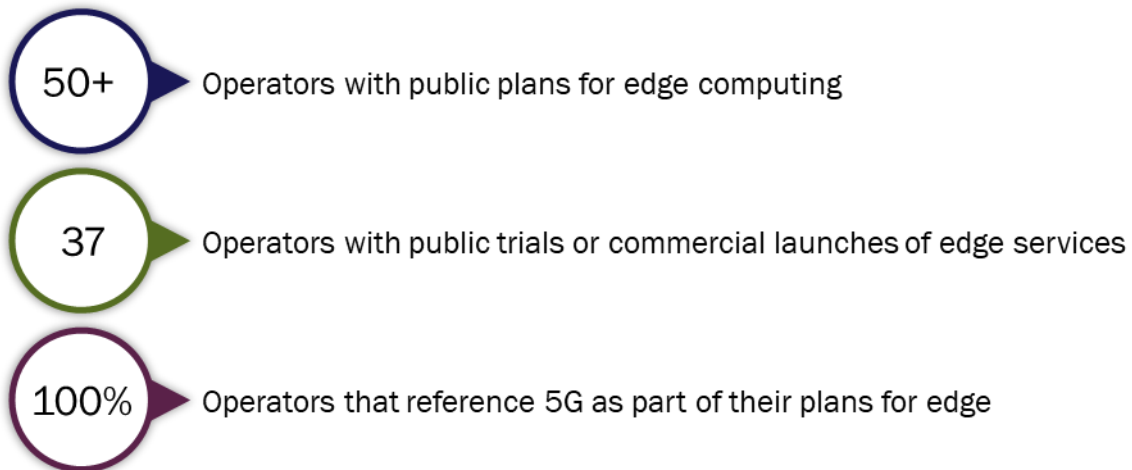 50+
Operators with public plans for edge computing
37
Operators with public trials or commercial launches of edge services
100%
Operators that reference 5G as part of their plans for edge